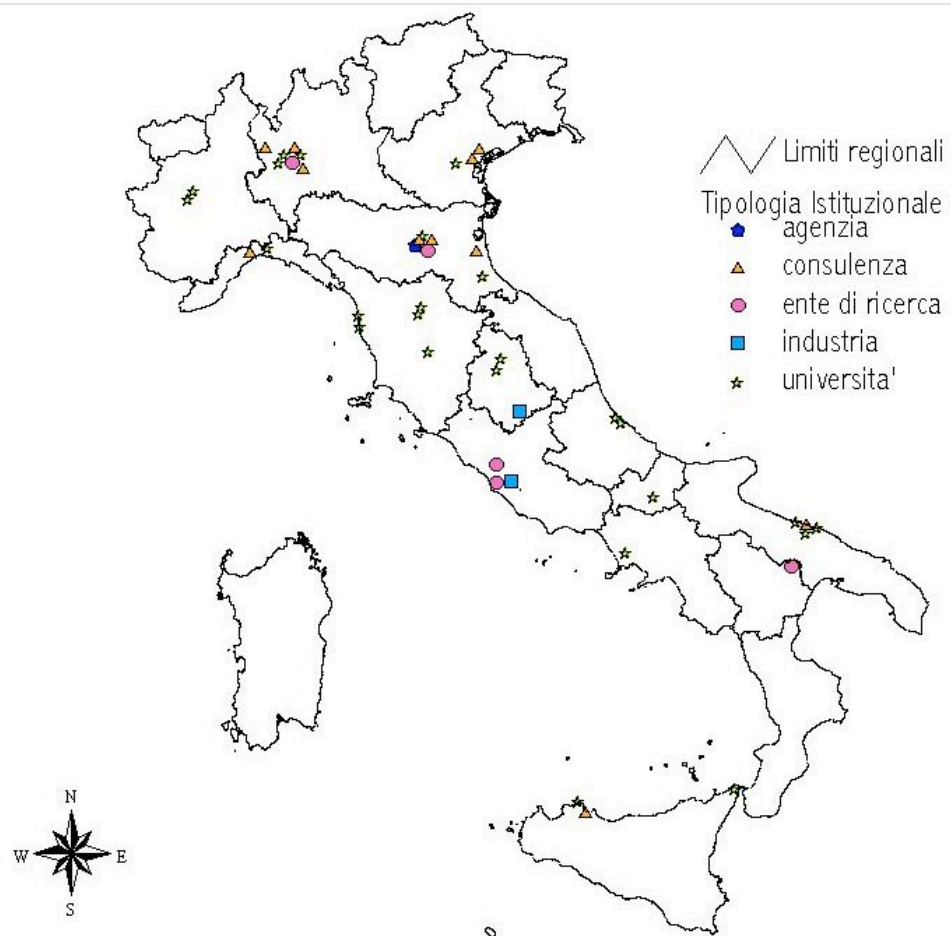 Limiti regionali
Tipologia Istituzionale
agenzia
consulenza
ente di ricerca
industria
universita'
N
W E
S